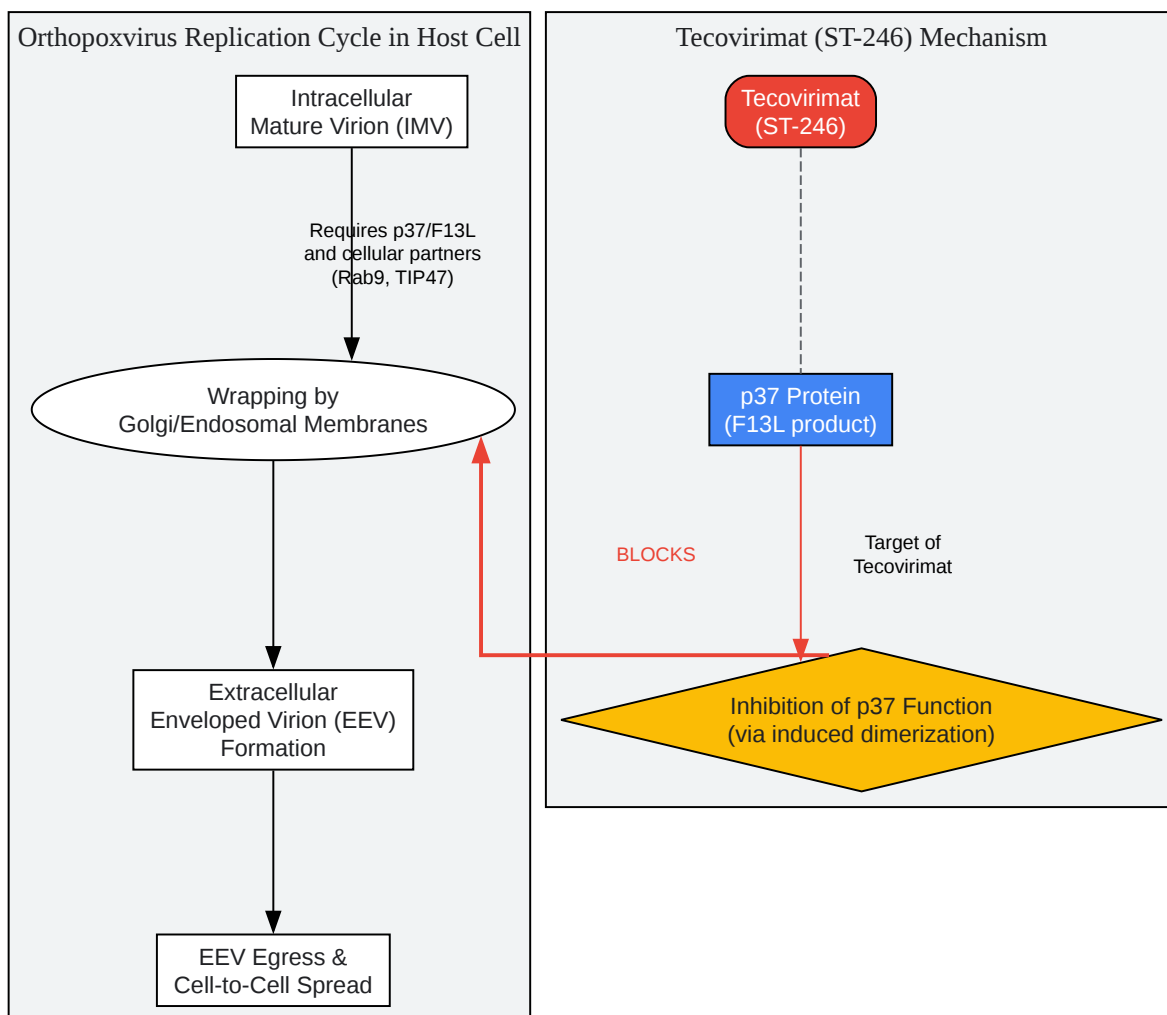 Orthopoxvirus Replication Cycle in Host Cell
Intracellular
Mature Virion (IMV)
Requires p37/F13L
and cellular partners
(Rab9, TIP47)
Wrapping by
Golgi/Endosomal Membranes
Extracellular
Enveloped Virion (EEV)
Formation
EEV Egress &
Cell-to-Cell Spread
Tecovirimat (ST-246) Mechanism
Tecovirimat
(ST-246)
p37 Protein
(F13L product)
BLOCKS
Target of
Tecovirimat
Inhibition of p37 Function
(via induced dimerization)